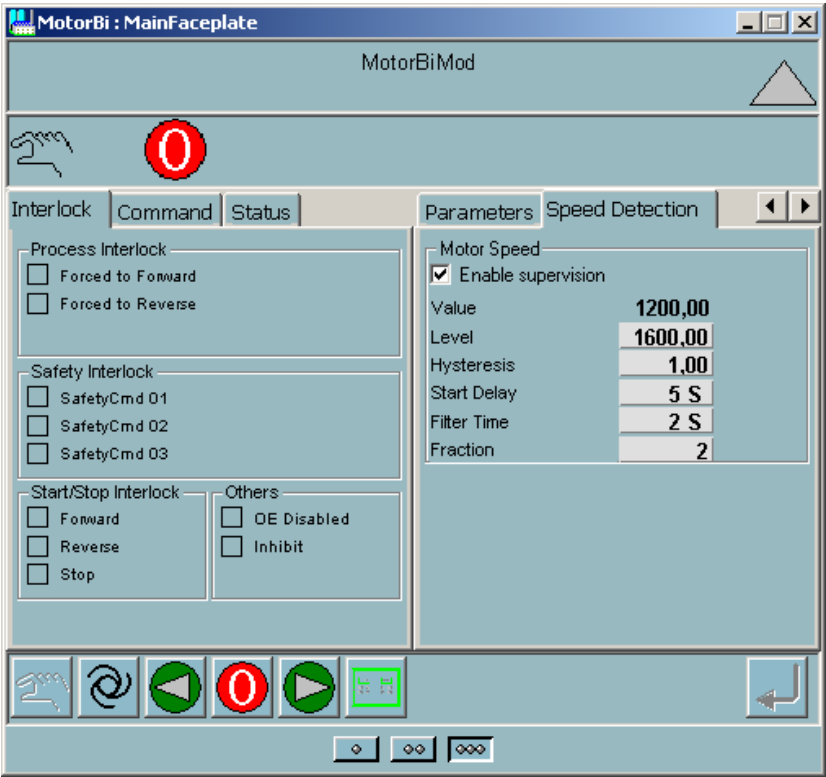 MotorBi : MainFaceplate
MotorBiMod
0
Interlock Command Status
Process Interlock
Forced to Forward
Forced to Reverse
Safety Interlock
SafetyCmd 01
SafetyCmd 02
SafetyCmd 03
Start/Stop Interlock
Forward
Reverse
Stop
Others
OE Disabled
Inhibit
Parameters Speed Detection
Motor Speed
Enable supervision
Value 1200,00
Level 1600,00
Hysteresis 1,00
Start Delay 5 S
Filter Time 2 S
Fraction 2
0